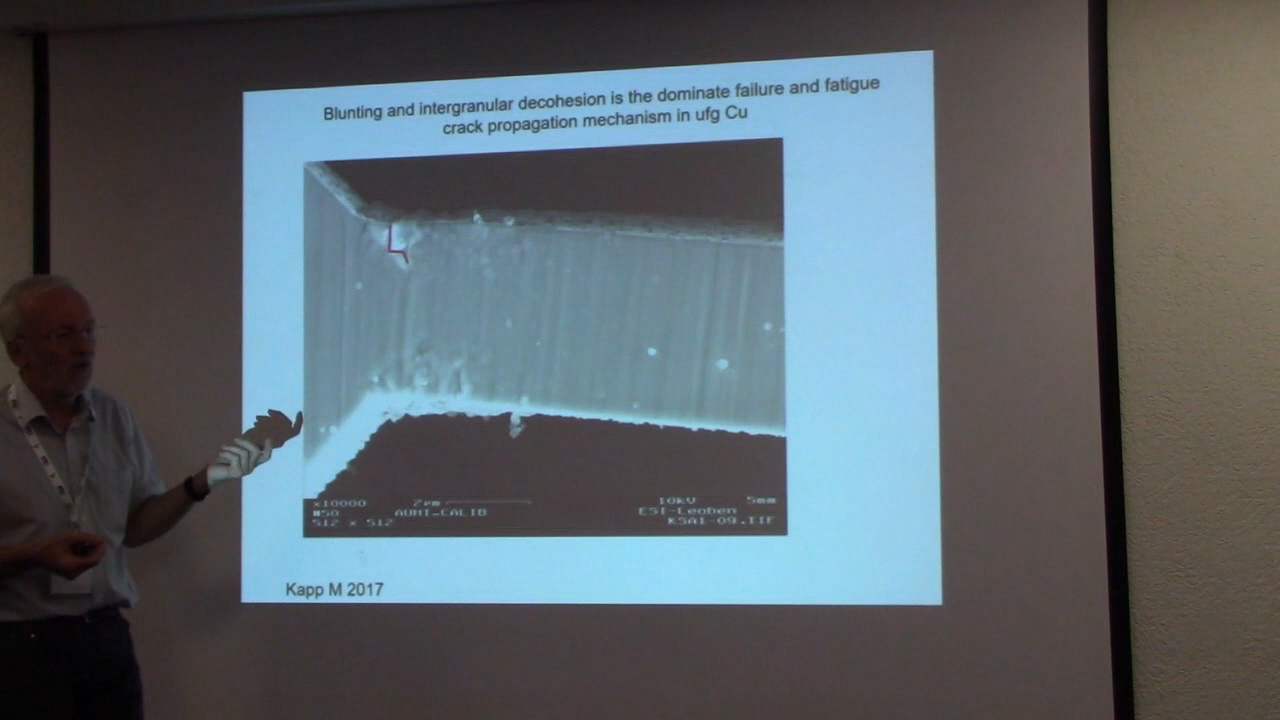 Blunting and intergranular decohesion is the dominate failure and fatigue
crack propagation mechanism in ufg Cu
x10000 2μm 10kV 5mm
#50 AUMT-CALIB ESI-Leoben
512 x 512 KSA1-09.TIF
Kapp M 2017